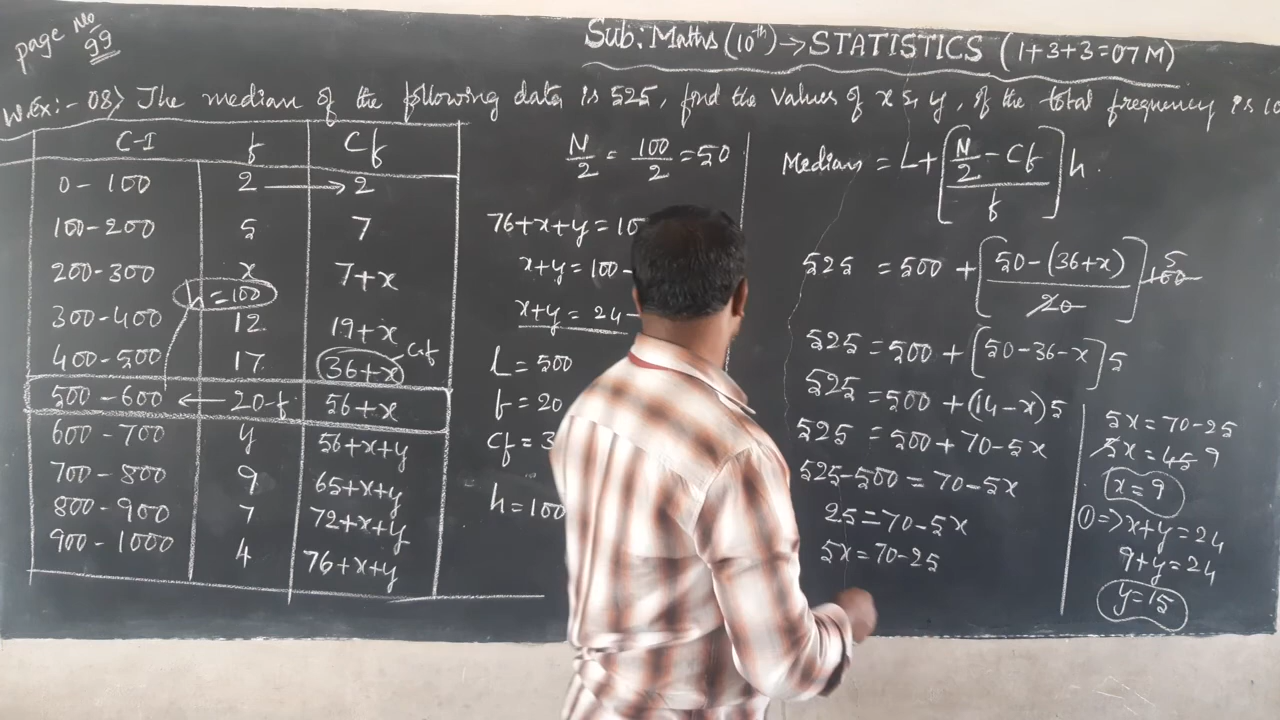 page No
99
Sub: Maths (10th) → STATISTICS (1+3+3=07M)
W.Ex:- 08) The median of the following data is 525, find the values of x & y, if the total frequency is 10
C-I f Cf
0-100 2 → 2
100-200 5 7
200-300 x 7+x
h=100
300-400 12 19+x
400-500 17 36+x Cf
500-600 ← 20 f 56+x
600-700 y 56+x+y
700-800 9 65+x+y
800-900 7 72+x+y
900-1000 4 76+x+y
N/2 = 100/2 = 50
76+x+y=10
x+y=100-
x+y=24-
L=500
f=20
Cf=3
h=100
Median = L+[(N/2 - Cf)/f]h.
525 = 500 + [(50-(36+x))/20] 100 5
525 = 500 + [50-36-x]5
525 = 500 + (14-x)5
525 = 500 + 70-5x
525-500 = 70-5x
25 = 70-5x
5x = 70-25
5x = 70-25
5x = 45 9
x = 9
① ⇒ x+y=24
9+y=24
y=15